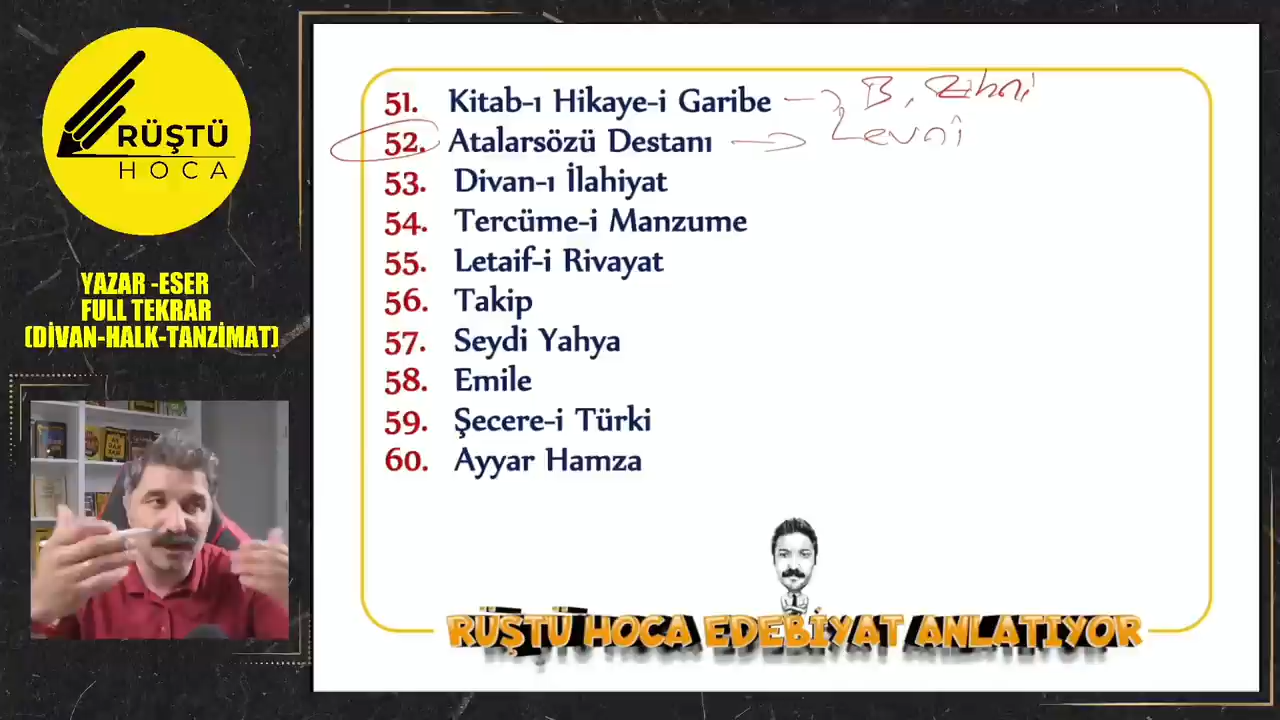 RÜŞTÜ
HOCA
YAZAR -ESER
FULL TEKRAR
(DİVAN-HALK-TANZİMAT)
51. Kitab-ı Hikaye-i Garibe → B. Zihni
52. Atalarsözü Destanı → Levnî
53. Divan-ı İlahiyat
54. Tercüme-i Manzume
55. Letaif-i Rivayat
56. Takip
57. Seydi Yahya
58. Emile
59. Şecere-i Türki
60. Ayyar Hamza
RÜŞTÜ HOCA EDEBİYAT ANLATIYOR